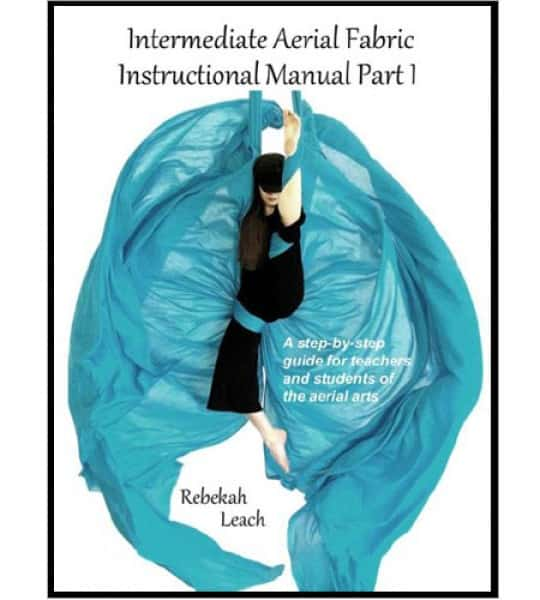 Intermediate Aerial Fabric
Instructional Manual Part I
A step-by-step
guide for teachers
and students of
the aerial arts
Rebekah
Leach